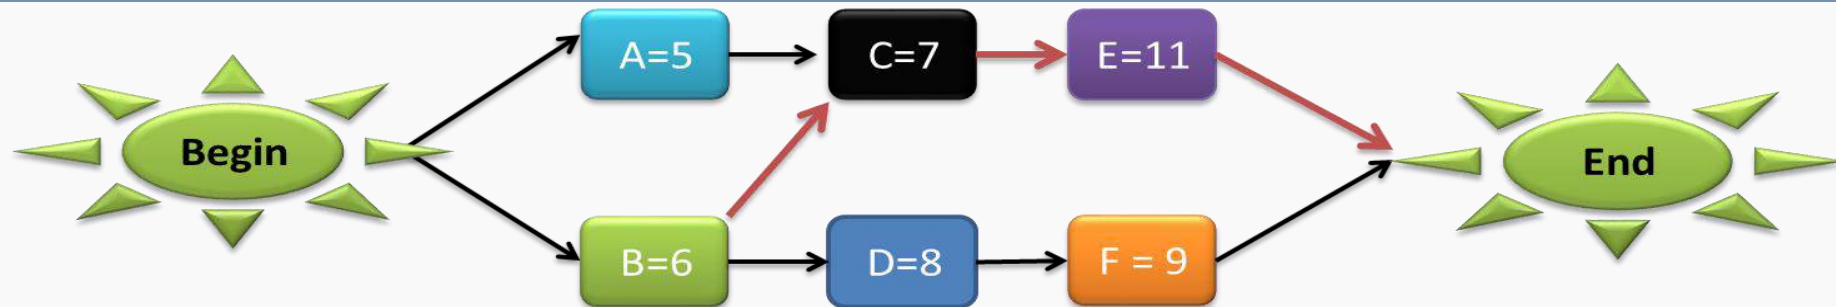 A=5
C=7
E=11
Begin
End
B=6
D=8
F = 9